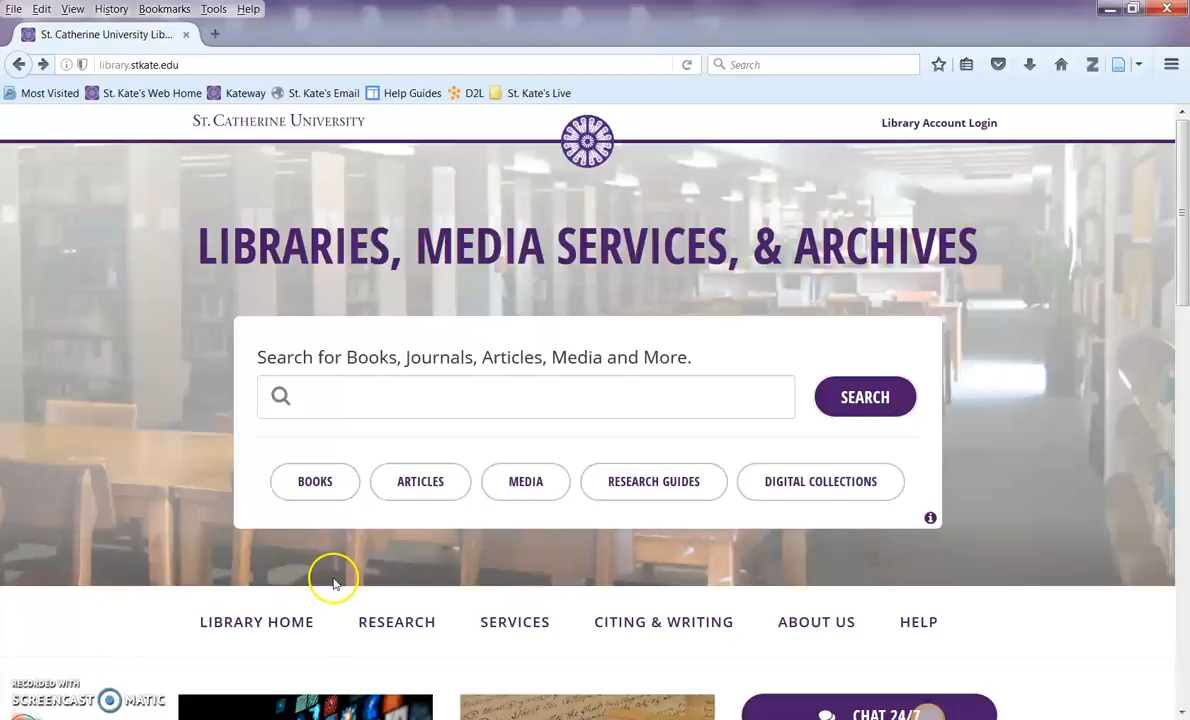 File Edit View History Bookmarks Tools Help
St. Catherine University Lib...
library.stkate.edu
Search
Most Visited St. Kate's Web Home Kateway St. Kate's Email Help Guides D2L St. Kate's Live
ST. CATHERINE UNIVERSITY
Library Account Login
LIBRARIES, MEDIA SERVICES, & ARCHIVES
Search for Books, Journals, Articles, Media and More.
SEARCH
BOOKS ARTICLES MEDIA RESEARCH GUIDES DIGITAL COLLECTIONS
LIBRARY HOME RESEARCH SERVICES CITING & WRITING ABOUT US HELP
RECORDED WITH
SCREENCAST MATIC
CHAT 24/7